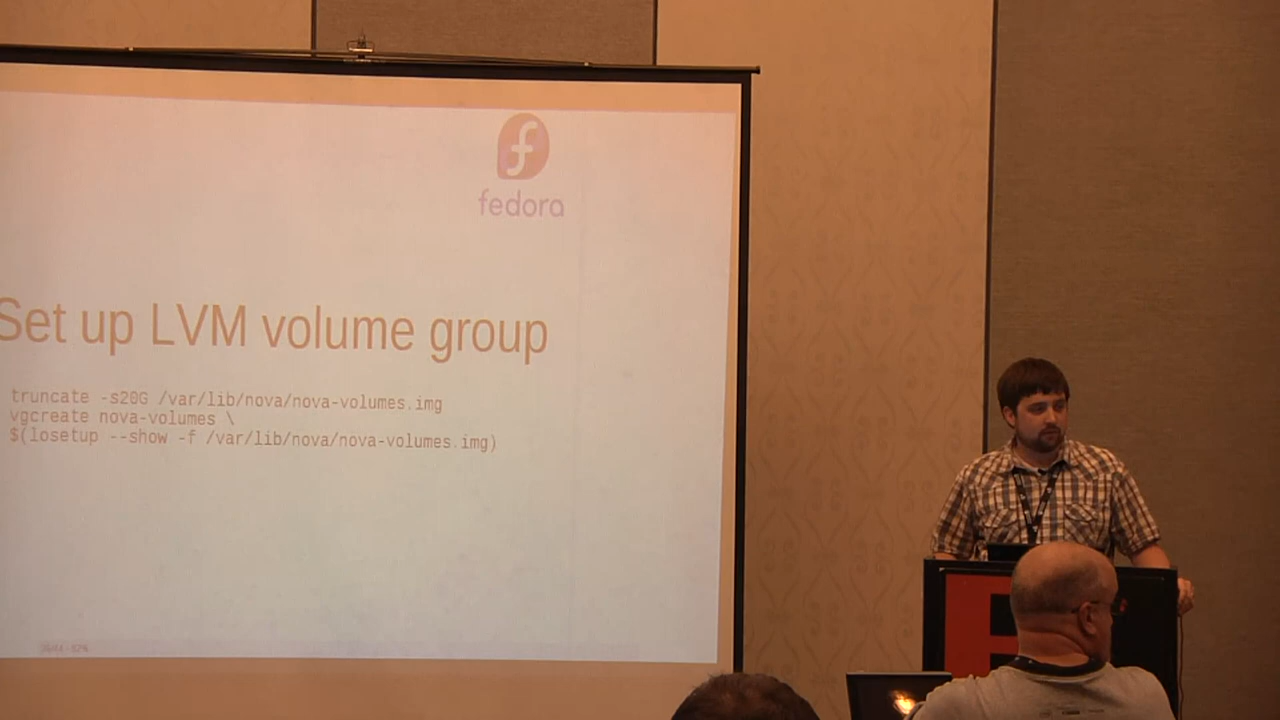 fedora
Set up LVM volume group
truncate -s20G /var/lib/nova/nova-volumes.img
vgcreate nova-volumes \
$(losetup --show -f /var/lib/nova/nova-volumes.img)